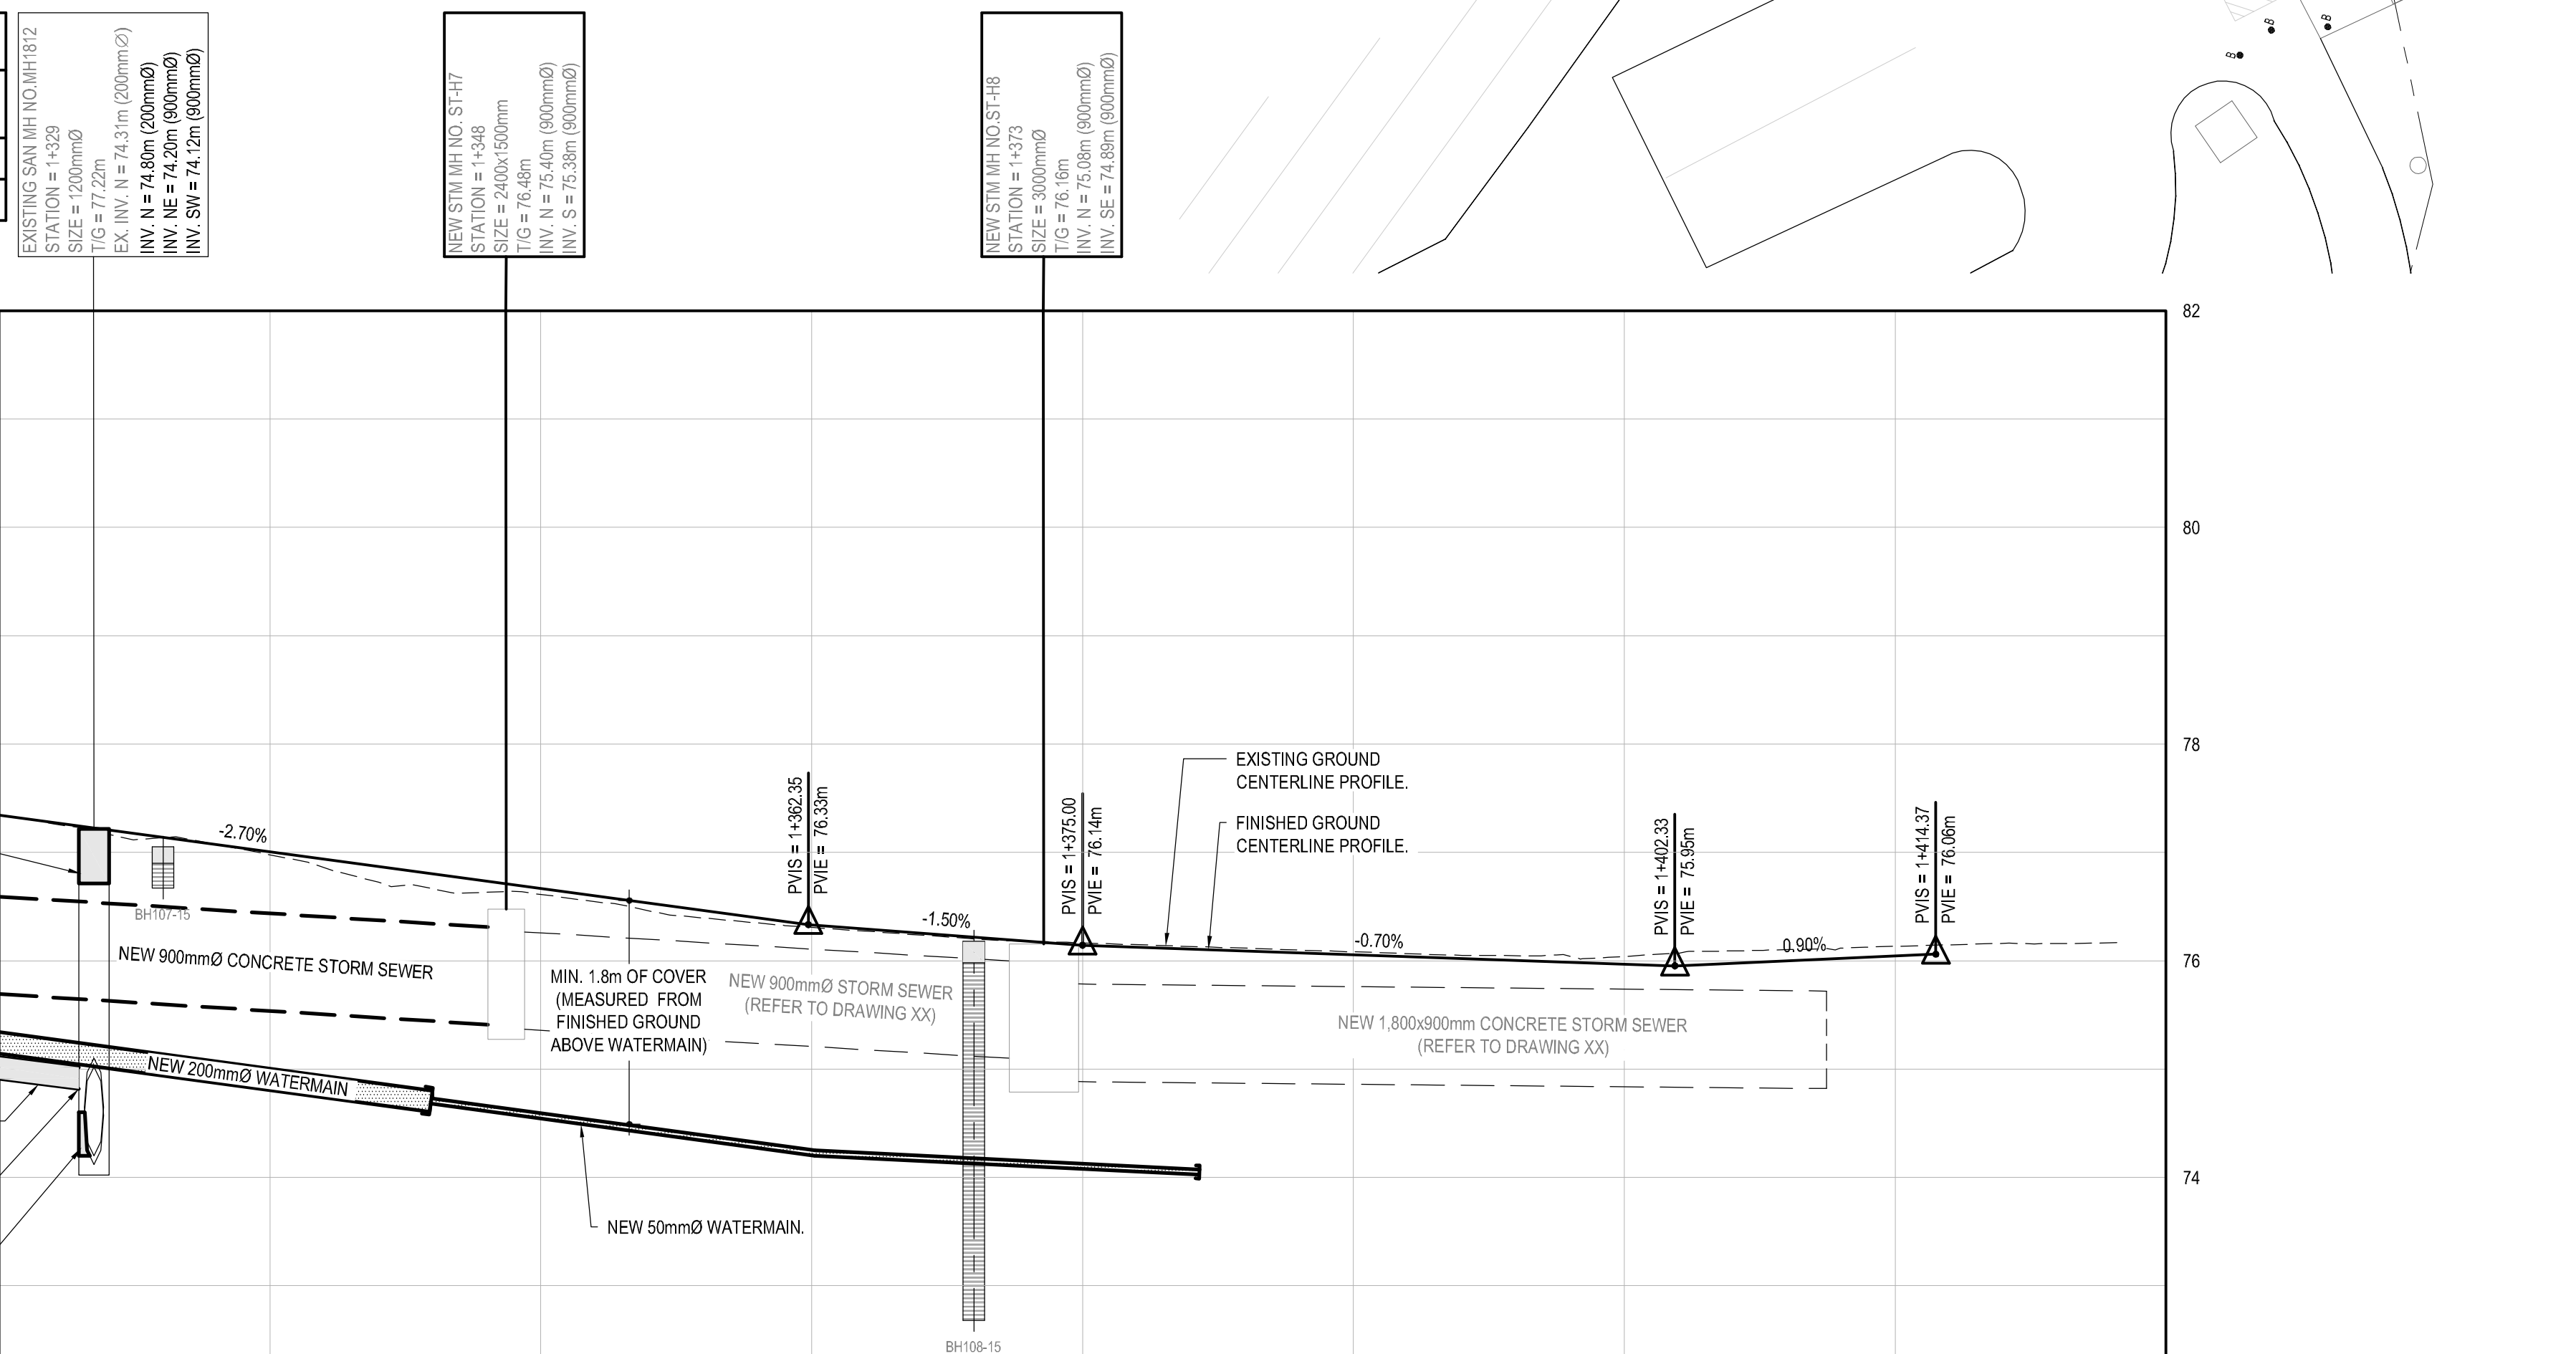 EXISTING SAN MH NO.MH1812
STATION = 1+329
SIZE = 1200mmØ
T/G = 77.22m
EX. INV. N = 74.31m (200mmØ)
INV. N = 74.80m (200mmØ)
INV. NE = 74.20m (900mmØ)
INV. SW = 74.12m (900mmØ)
NEW STM MH NO. ST-H7
STATION = 1+348
SIZE = 2400x1500mm
T/G = 76.48m
INV. N = 75.40m (900mmØ)
INV. S = 75.38m (900mmØ)
NEW STM MH NO.ST-H8
STATION = 1+373
SIZE = 3000mmØ
T/G = 76.16m
INV. N = 75.08m (900mmØ)
INV. SE = 74.89m (900mmØ)
B
B
B
82
80
78
76
74
-2.70%
PVIS = 1+362.35
PVIE = 76.33m
-1.50%
PVIS = 1+375.00
PVIE = 76.14m
EXISTING GROUND
CENTERLINE PROFILE.
FINISHED GROUND
CENTERLINE PROFILE.
-0.70%
PVIS = 1+402.33
PVIE = 75.95m
0.90%
PVIS = 1+414.37
PVIE = 76.06m
BH107-15
NEW 900mmØ CONCRETE STORM SEWER
MIN. 1.8m OF COVER
(MEASURED FROM
FINISHED GROUND
ABOVE WATERMAIN)
NEW 900mmØ STORM SEWER
(REFER TO DRAWING XX)
NEW 1,800x900mm CONCRETE STORM SEWER
(REFER TO DRAWING XX)
NEW 200mmØ WATERMAIN
NEW 50mmØ WATERMAIN.
BH108-15